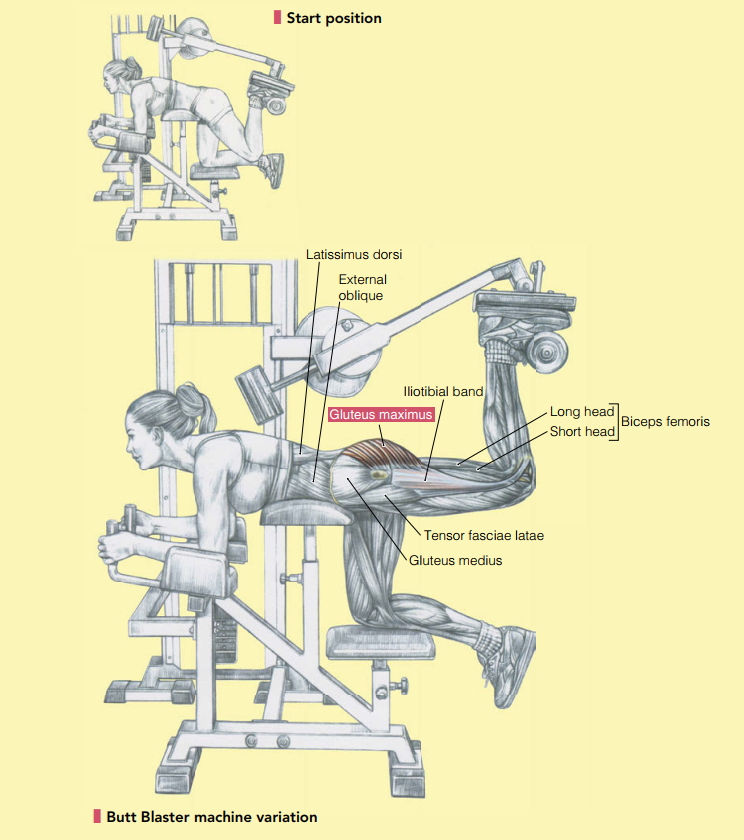 Start position
Latissimus dorsi
External
oblique
Iliotibial band
Gluteus maximus
Long head
Short head
Biceps femoris
Tensor fasciae latae
Gluteus medius
Butt Blaster machine variation